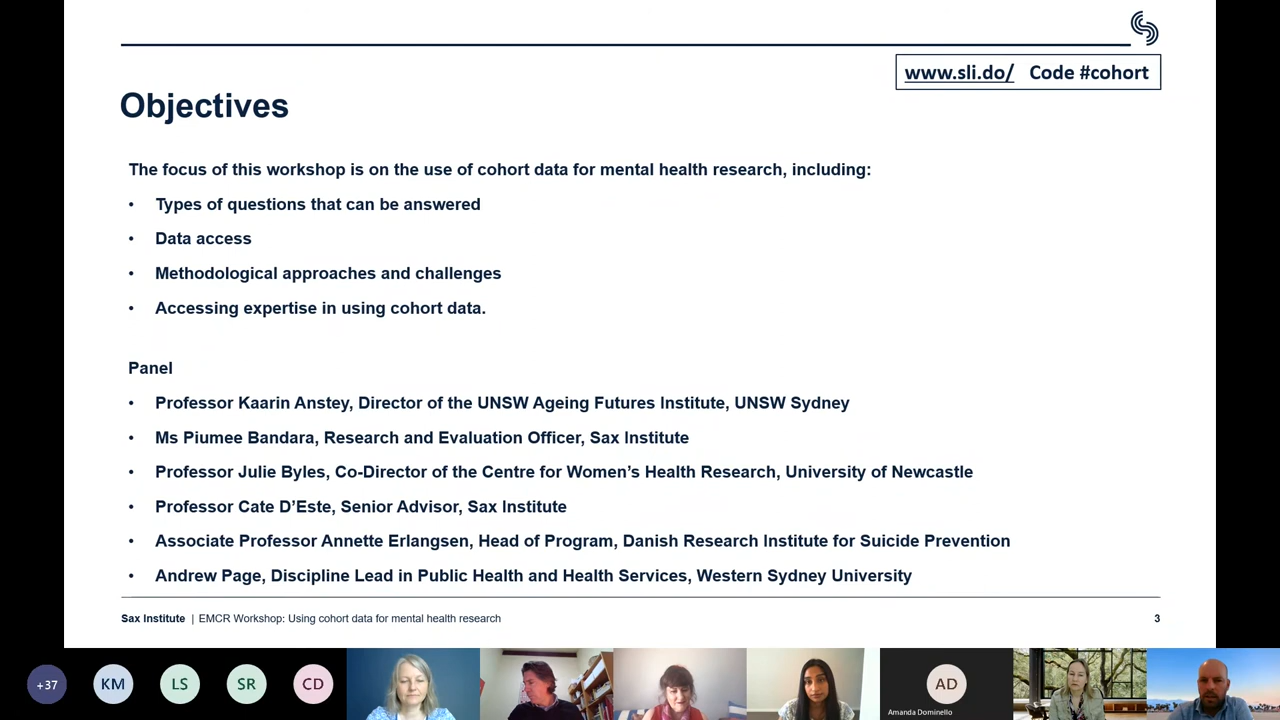 www.sli.do/ Code #cohort
Objectives
The focus of this workshop is on the use of cohort data for mental health research, including:
• Types of questions that can be answered
• Data access
• Methodological approaches and challenges
• Accessing expertise in using cohort data.
Panel
• Professor Kaarin Anstey, Director of the UNSW Ageing Futures Institute, UNSW Sydney
• Ms Piumee Bandara, Research and Evaluation Officer, Sax Institute
• Professor Julie Byles, Co-Director of the Centre for Women’s Health Research, University of Newcastle
• Professor Cate D’Este, Senior Advisor, Sax Institute
• Associate Professor Annette Erlangsen, Head of Program, Danish Research Institute for Suicide Prevention
• Andrew Page, Discipline Lead in Public Health and Health Services, Western Sydney University
Sax Institute | EMCR Workshop: Using cohort data for mental health research 3
+37 KM LS SR CD AD
Amanda Dominello